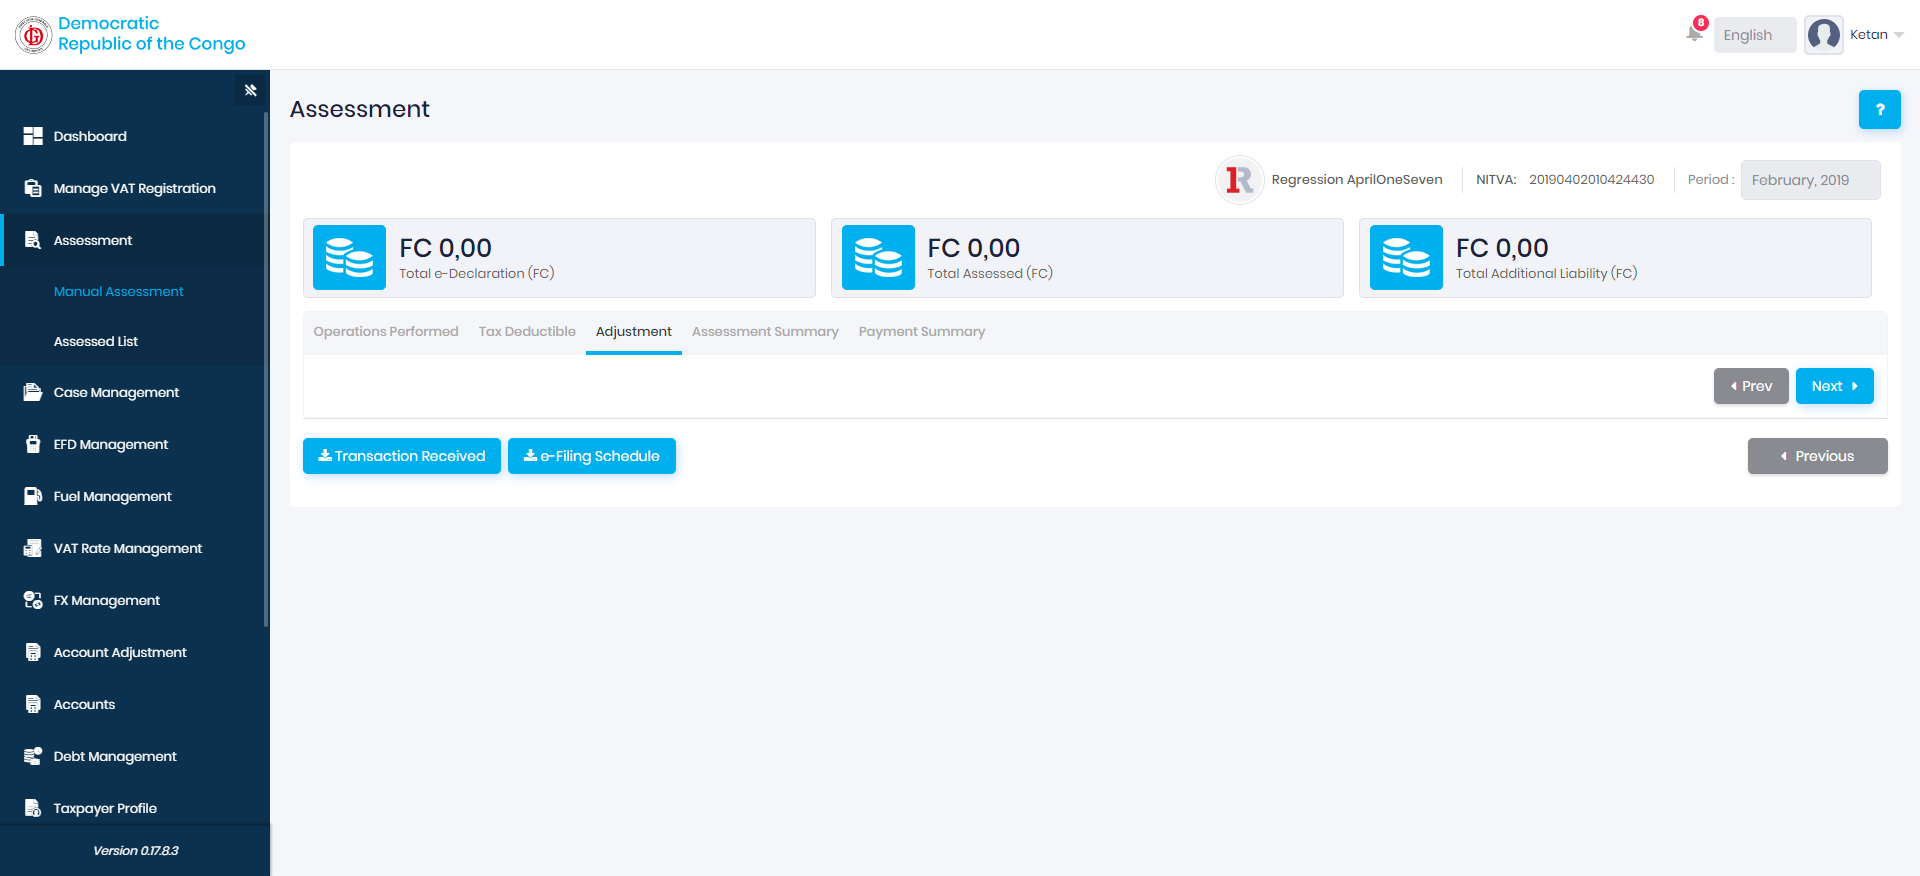 Democratic
Republic of the Congo
8
English
Ketan
Dashboard
Manage VAT Registration
Assessment
Manual Assessment
Assessed List
Case Management
EFD Management
Fuel Management
VAT Rate Management
FX Management
Account Adjustment
Accounts
Debt Management
Taxpayer Profile
Version 0.17.8.3
Assessment
?
1R
Regression AprilOneSeven
NITVA: 20190402010424430
Period : February, 2019
FC 0,00
Total e-Declaration (FC)
FC 0,00
Total Assessed (FC)
FC 0,00
Total Additional Liability (FC)
Operations Performed Tax Deductible Adjustment Assessment Summary Payment Summary
Prev Next
Transaction Received e-Filing Schedule Previous